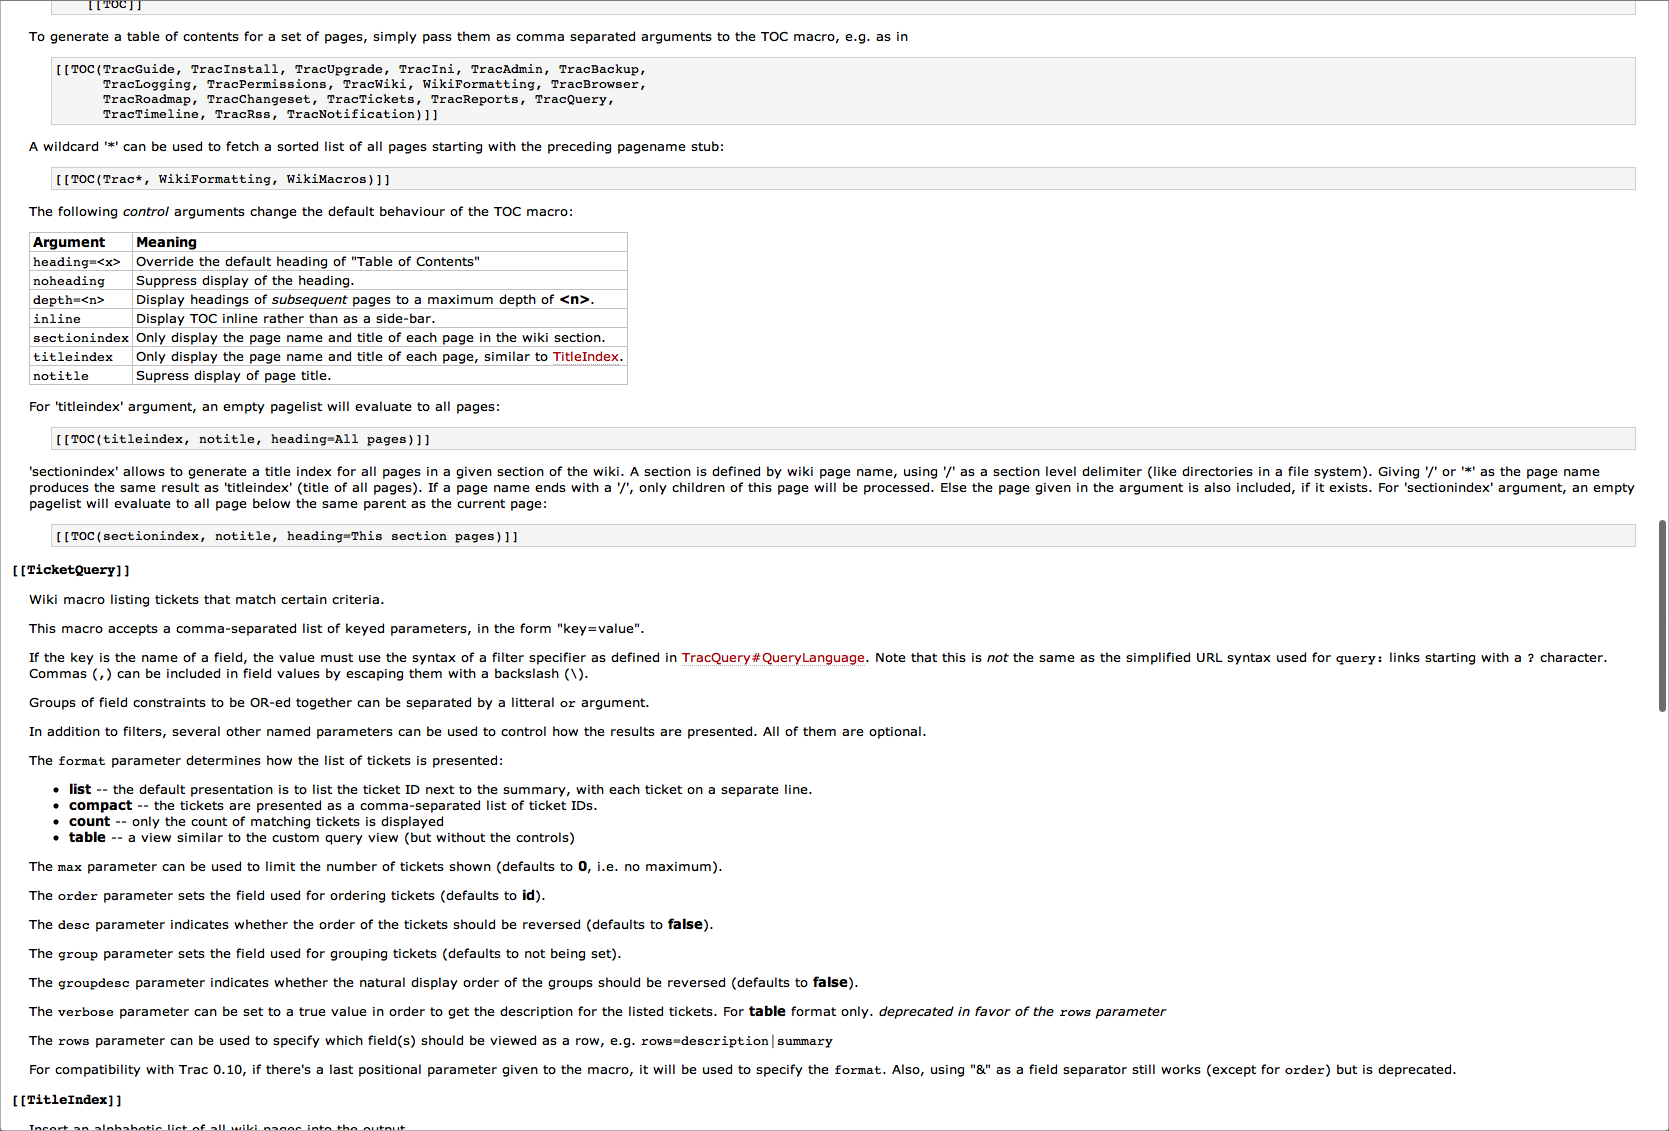 [[TOC]]
To generate a table of contents for a set of pages, simply pass them as comma separated arguments to the TOC macro, e.g. as in
[[TOC(TracGuide, TracInstall, TracUpgrade, TracIni, TracAdmin, TracBackup,
TracLogging, TracPermissions, TracWiki, WikiFormatting, TracBrowser,
TracRoadmap, TracChangeset, TracTickets, TracReports, TracQuery,
TracTimeline, TracRss, TracNotification)]]
A wildcard '*' can be used to fetch a sorted list of all pages starting with the preceding pagename stub:
[[TOC(Trac*, WikiFormatting, WikiMacros)]]
The following control arguments change the default behaviour of the TOC macro:
Argument Meaning
heading=<x> Override the default heading of "Table of Contents"
noheading Suppress display of the heading.
depth=<n> Display headings of subsequent pages to a maximum depth of <n>.
inline Display TOC inline rather than as a side-bar.
sectionindex Only display the page name and title of each page in the wiki section.
titleindex Only display the page name and title of each page, similar to TitleIndex.
notitle Supress display of page title.
For 'titleindex' argument, an empty pagelist will evaluate to all pages:
[[TOC(titleindex, notitle, heading=All pages)]]
'sectionindex' allows to generate a title index for all pages in a given section of the wiki. A section is defined by wiki page name, using '/' as a section level delimiter (like directories in a file system). Giving '/' or '*' as the page name
produces the same result as 'titleindex' (title of all pages). If a page name ends with a '/', only children of this page will be processed. Else the page given in the argument is also included, if it exists. For 'sectionindex' argument, an empty
pagelist will evaluate to all page below the same parent as the current page:
[[TOC(sectionindex, notitle, heading=This section pages)]]
[[TicketQuery]]
Wiki macro listing tickets that match certain criteria.
This macro accepts a comma-separated list of keyed parameters, in the form "key=value".
If the key is the name of a field, the value must use the syntax of a filter specifier as defined in TracQuery#QueryLanguage. Note that this is not the same as the simplified URL syntax used for query: links starting with a ? character.
Commas (,) can be included in field values by escaping them with a backslash (\).
Groups of field constraints to be OR-ed together can be separated by a litteral or argument.
In addition to filters, several other named parameters can be used to control how the results are presented. All of them are optional.
The format parameter determines how the list of tickets is presented:
• list -- the default presentation is to list the ticket ID next to the summary, with each ticket on a separate line.
• compact -- the tickets are presented as a comma-separated list of ticket IDs.
• count -- only the count of matching tickets is displayed
• table -- a view similar to the custom query view (but without the controls)
The max parameter can be used to limit the number of tickets shown (defaults to 0, i.e. no maximum).
The order parameter sets the field used for ordering tickets (defaults to id).
The desc parameter indicates whether the order of the tickets should be reversed (defaults to false).
The group parameter sets the field used for grouping tickets (defaults to not being set).
The groupdesc parameter indicates whether the natural display order of the groups should be reversed (defaults to false).
The verbose parameter can be set to a true value in order to get the description for the listed tickets. For table format only. deprecated in favor of the rows parameter
The rows parameter can be used to specify which field(s) should be viewed as a row, e.g. rows=description|summary
For compatibility with Trac 0.10, if there's a last positional parameter given to the macro, it will be used to specify the format. Also, using "&" as a field separator still works (except for order) but is deprecated.
[[TitleIndex]]
Insert an alphabetic list of all wiki pages into the output.